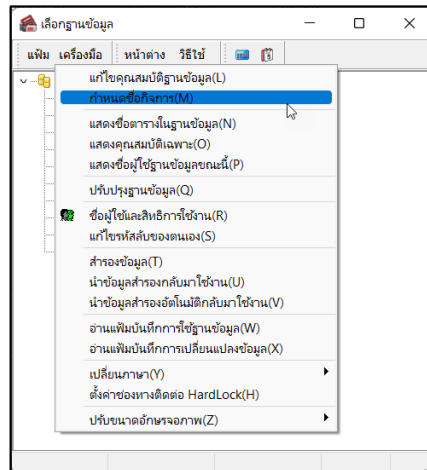 เลือกฐานข้อมูล
แฟ้ม เครื่องมือ หน้าต่าง วิธีใช้
แก้ไขคุณสมบัติฐานข้อมูล(L)
กำหนดชื่อกิจการ(M)
แสดงชื่อตารางในฐานข้อมูล(N)
แสดงคุณสมบัติเฉพาะ(O)
แสดงชื่อผู้ใช้ฐานข้อมูลขณะนี้(P)
ปรับปรุงฐานข้อมูล(Q)
ชื่อผู้ใช้และสิทธิการใช้งาน(R)
แก้ไขรหัสลับของตนเอง(S)
สำรองข้อมูล(T)
นำข้อมูลสำรองกลับมาใช้งาน(U)
นำข้อมูลสำรองอัตโนมัติกลับมาใช้งาน(V)
อ่านแฟ้มบันทึกการใช้ฐานข้อมูล(W)
อ่านแฟ้มบันทึกการเปลี่ยนแปลงข้อมูล(X)
เปลี่ยนภาษา(Y)
ตั้งค่าช่องทางติดต่อ HardLock(H)
ปรับขนาดอักษรจอภาพ(Z)